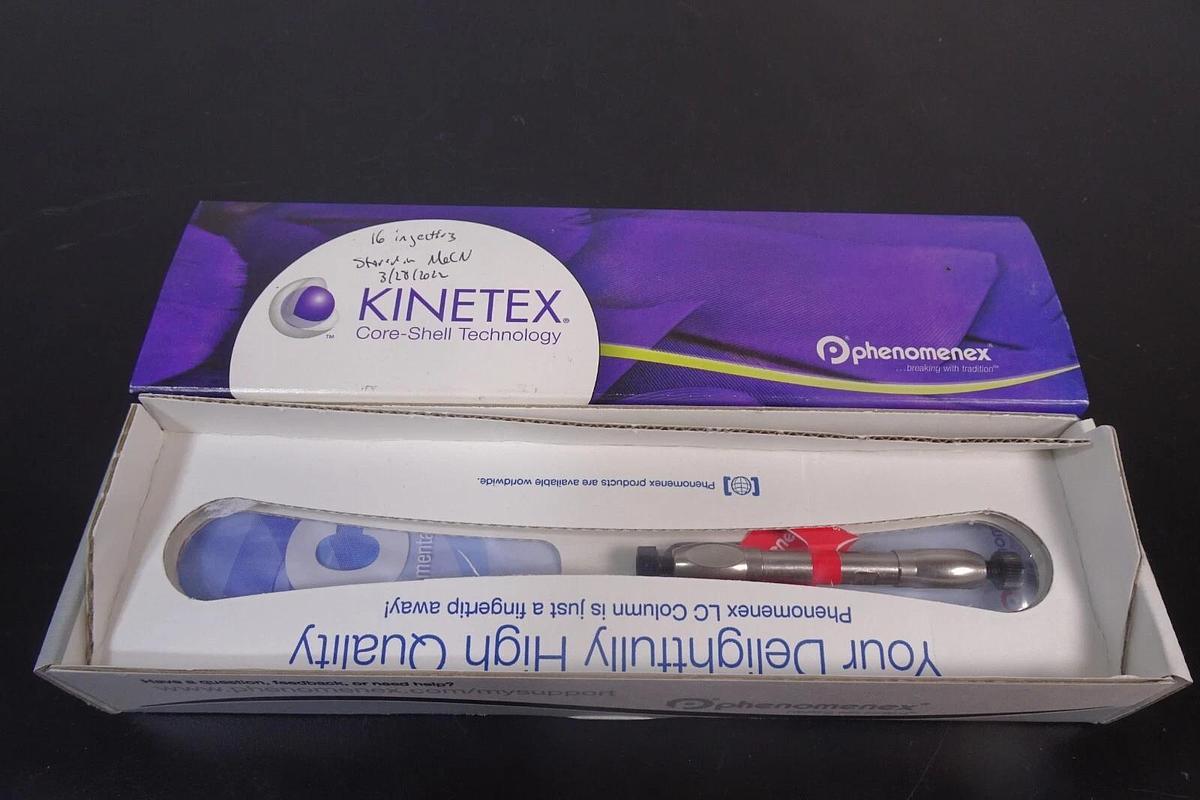 16 injections
Stored in MeCN
3/28/2022
KINETEX®
Core-Shell Technology
phenomenex®
...breaking with tradition™
Phenomenex products are available worldwide.
Phenomenex LC Column is just a fingertip away!
Your Delightfully High Quality
Have a question, feedback, or need help?
www.phenomenex.com/mysupport
phenomenex®